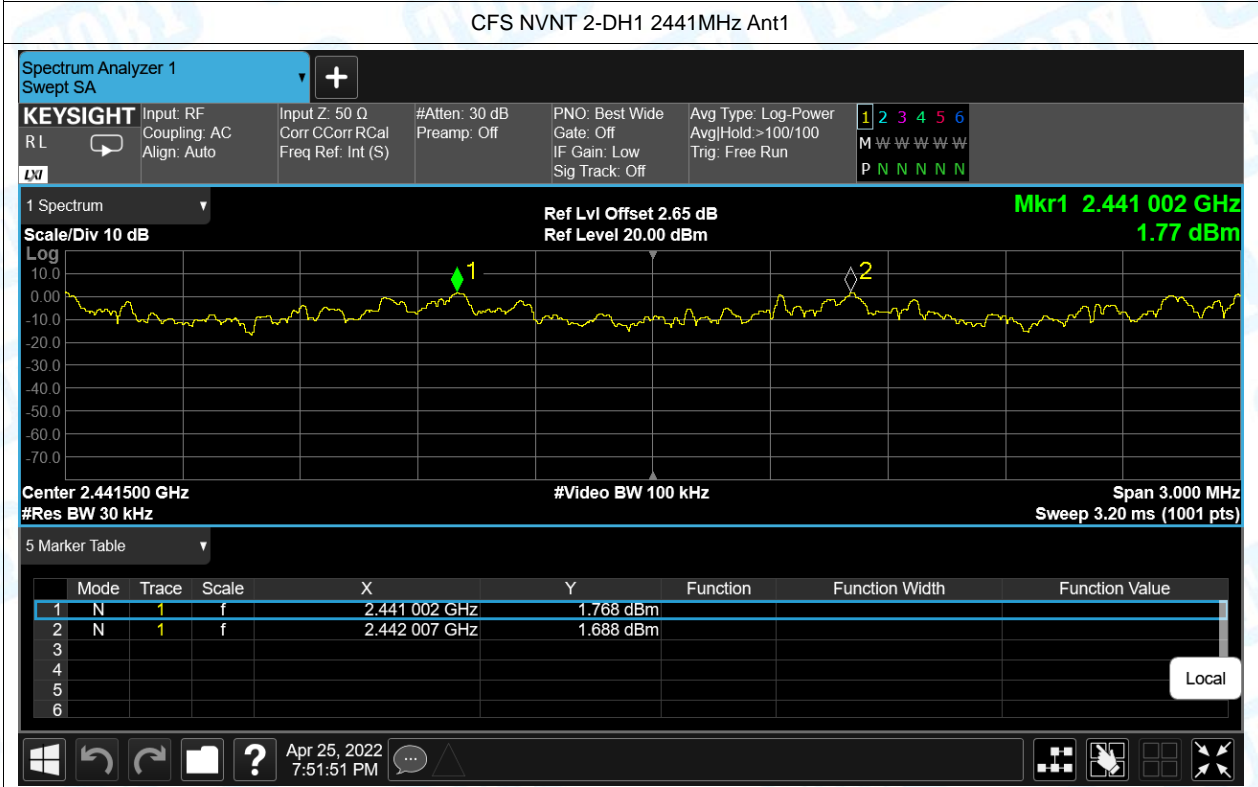 CFS NVNT 2-DH1 2441MHz Ant1
Spectrum Analyzer 1
Swept SA
+
KEYSIGHT
RL
LXI
Input: RF
Coupling: AC
Align: Auto
Input Z: 50 Ω
Corr CCorr RCal
Freq Ref: Int (S)
#Atten: 30 dB
Preamp: Off
PNO: Best Wide
Gate: Off
IF Gain: Low
Sig Track: Off
Avg Type: Log-Power
Avg|Hold:>100/100
Trig: Free Run
1 2 3 4 5 6
M W W W W W
P N N N N N
1 Spectrum
Scale/Div 10 dB
Ref Lvl Offset 2.65 dB
Ref Level 20.00 dBm
Mkr1 2.441 002 GHz
1.77 dBm
Log
10.0
0.00
-10.0
-20.0
-30.0
-40.0
-50.0
-60.0
-70.0
1
2
Center 2.441500 GHz
#Res BW 30 kHz
#Video BW 100 kHz
Span 3.000 MHz
Sweep 3.20 ms (1001 pts)
5 Marker Table
Mode Trace Scale X Y Function Function Width Function Value
1 N 1 f 2.441 002 GHz 1.768 dBm
2 N 1 f 2.442 007 GHz 1.688 dBm
3
4
5
6
Local
?
Apr 25, 2022
7:51:51 PM